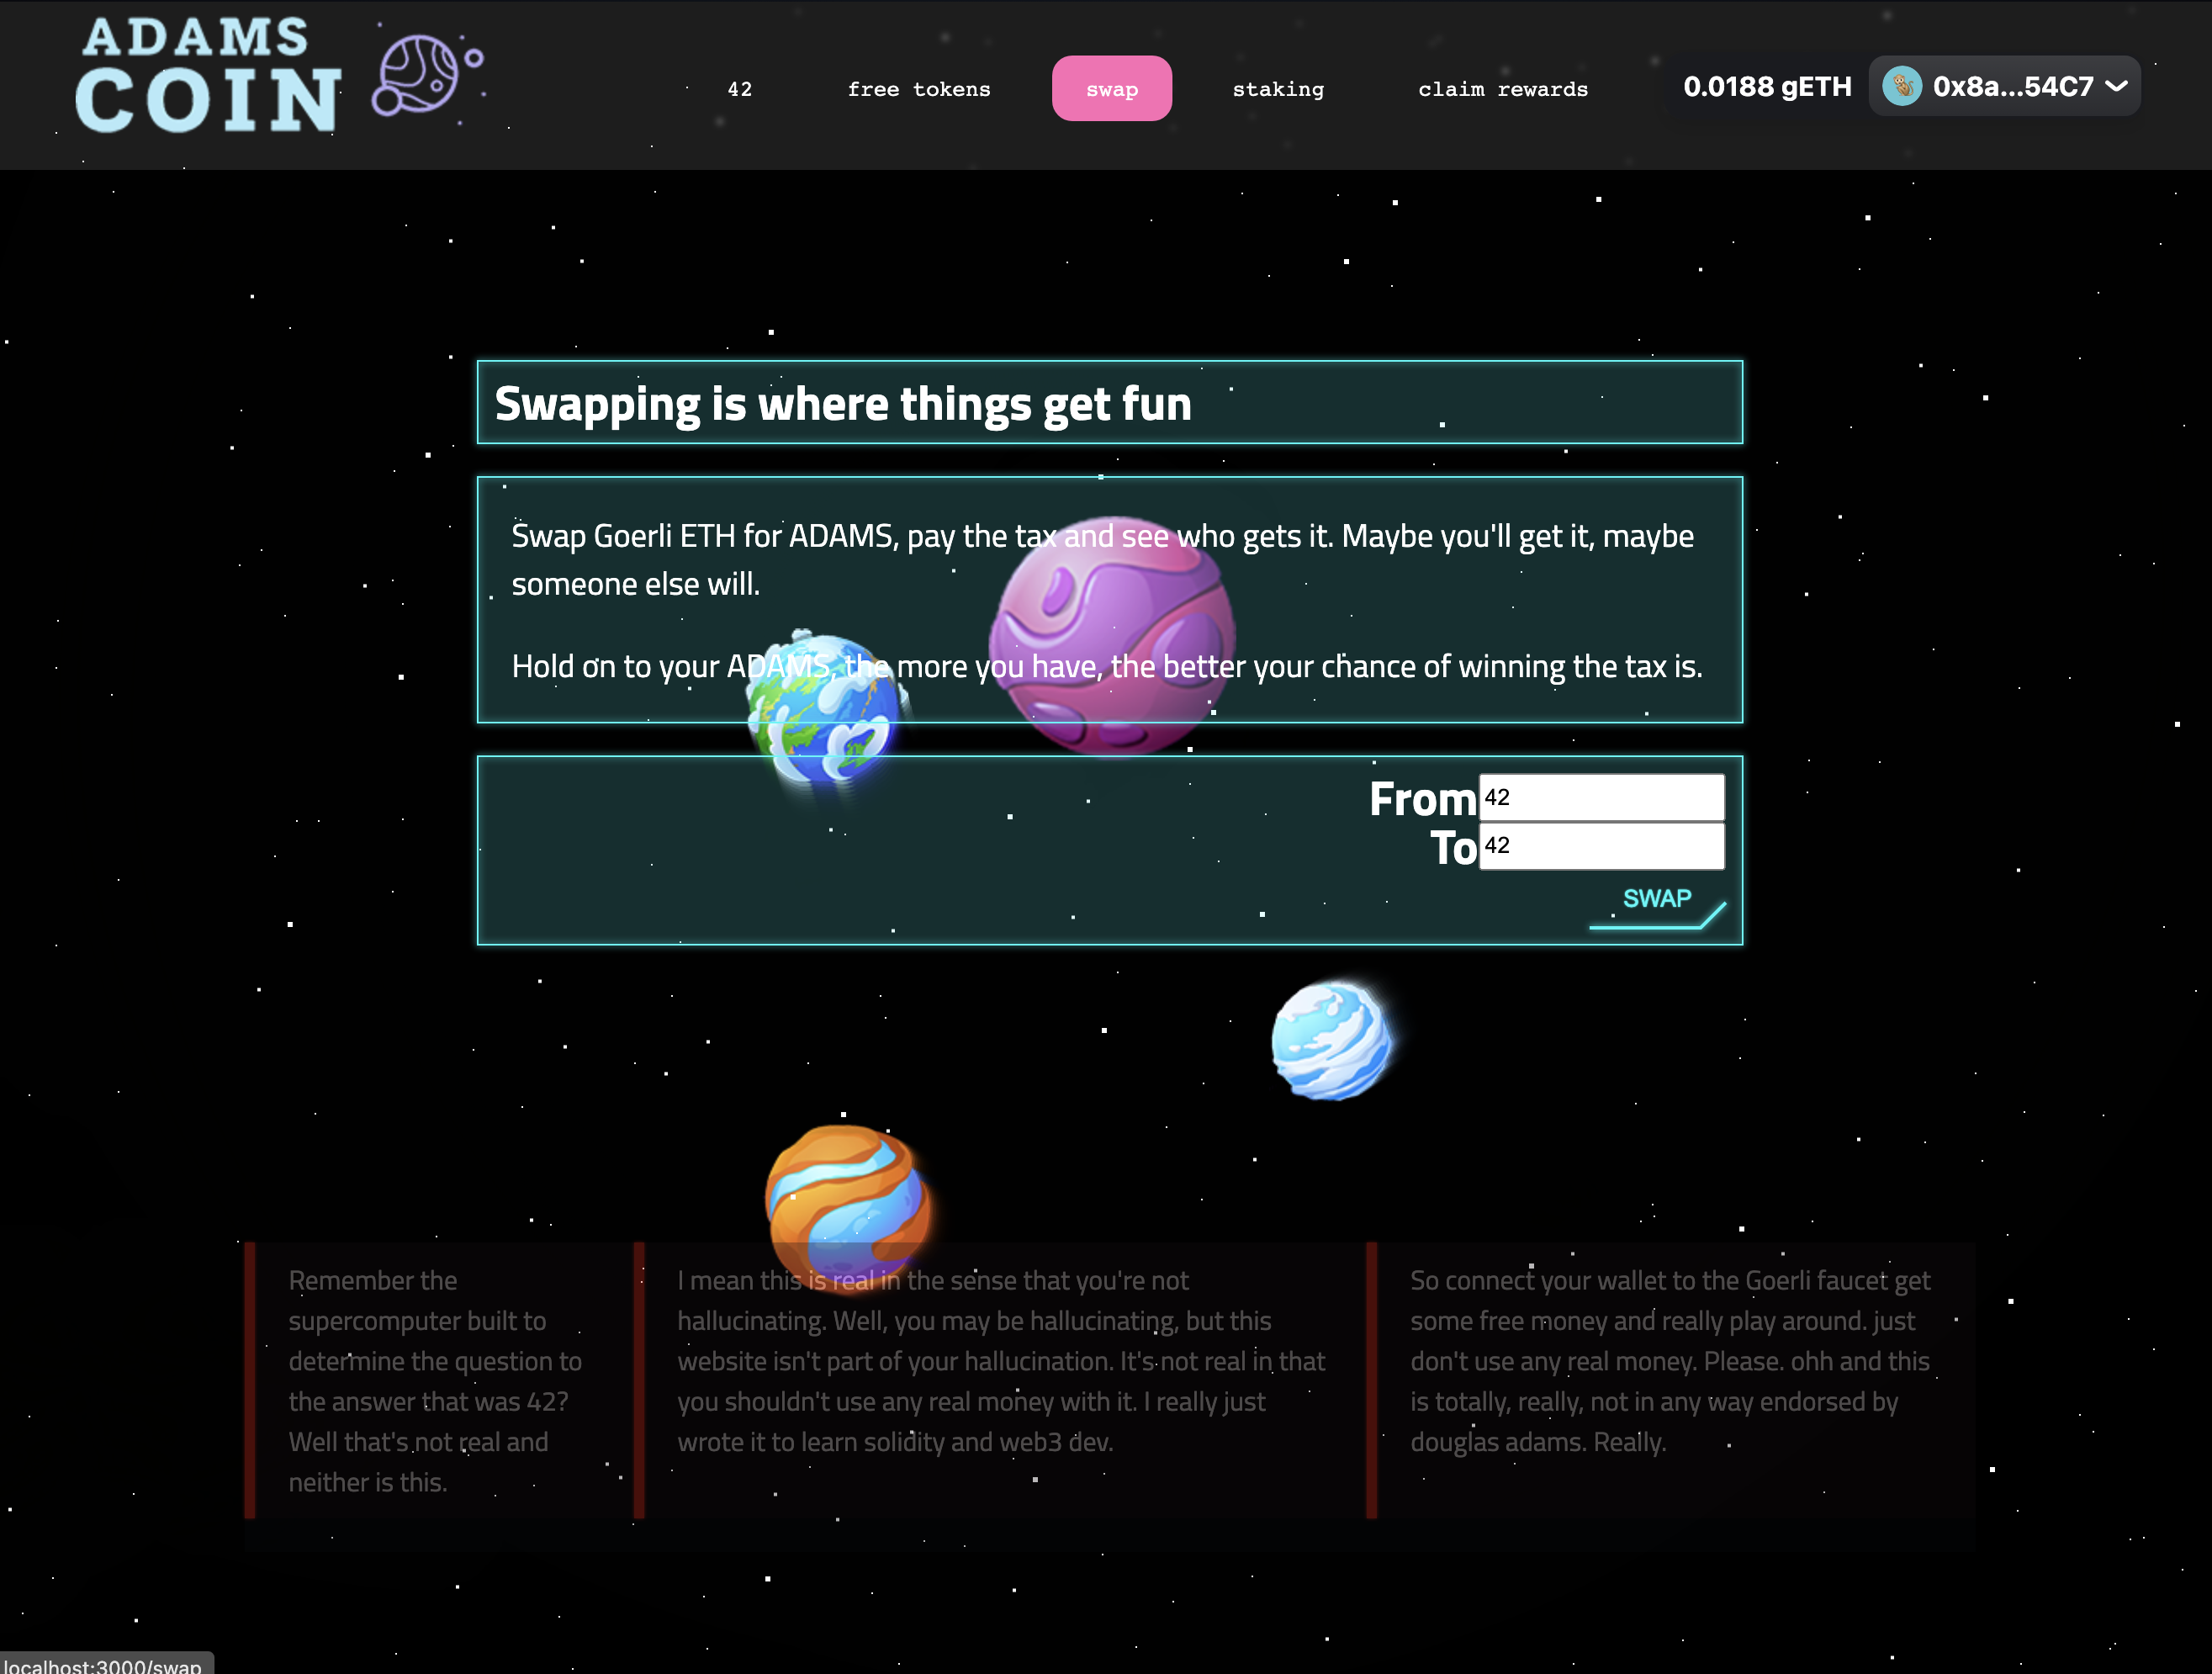 ADAMS
COIN
42
free tokens
swap
staking
claim rewards
0.0188 gETH
0x8a...54C7
Swapping is where things get fun
Swap Goerli ETH for ADAMS, pay the tax and see who gets it. Maybe you'll get it, maybe
someone else will.
Hold on to your ADAMS, the more you have, the better your chance of winning the tax is.
From
42
To
42
SWAP
Remember the
supercomputer built to
determine the question to
the answer that was 42?
Well that's not real and
neither is this.
I mean this is real in the sense that you're not
hallucinating. Well, you may be hallucinating, but this
website isn't part of your hallucination. It's not real in that
you shouldn't use any real money with it. I really just
wrote it to learn solidity and web3 dev.
So connect your wallet to the Goerli faucet get
some free money and really play around. just
don't use any real money. Please. ohh and this
is totally, really, not in any way endorsed by
douglas adams. Really.
localhost:3000/swap